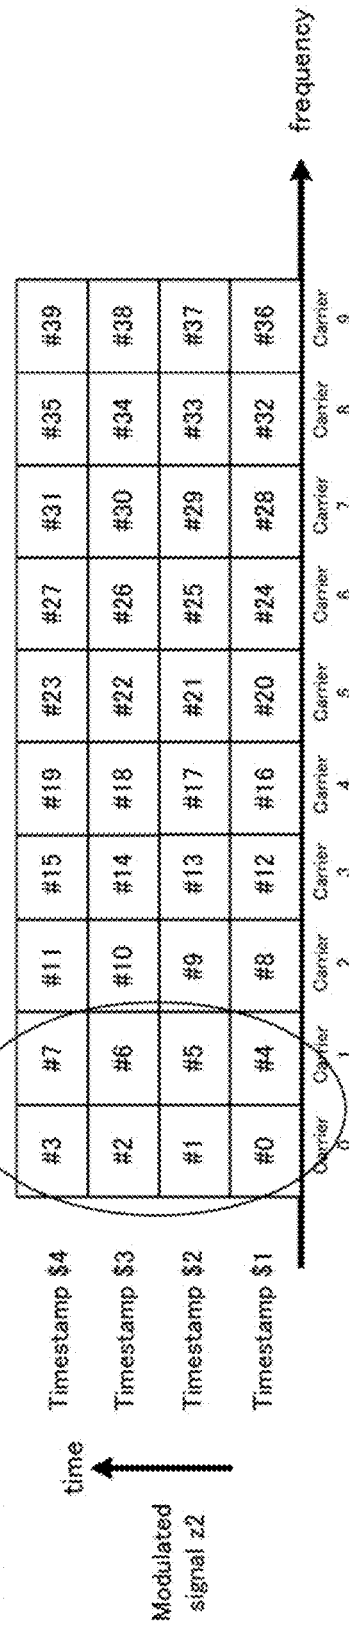 frequency
time
Modulated
signal z2
Timestamp $4
#3 #7 #11 #15 #19 #23 #27 #31 #35 #39
Timestamp $3
#2 #6 #10 #14 #18 #22 #26 #30 #34 #38
Timestamp $2
#1 #5 #9 #13 #17 #21 #25 #29 #33 #37
Timestamp $1
#0 #4 #8 #12 #16 #20 #24 #28 #32 #36
Carrier Carrier Carrier Carrier Carrier Carrier Carrier Carrier Carrier Carrier
0 1 2 3 4 5 6 7 8 9